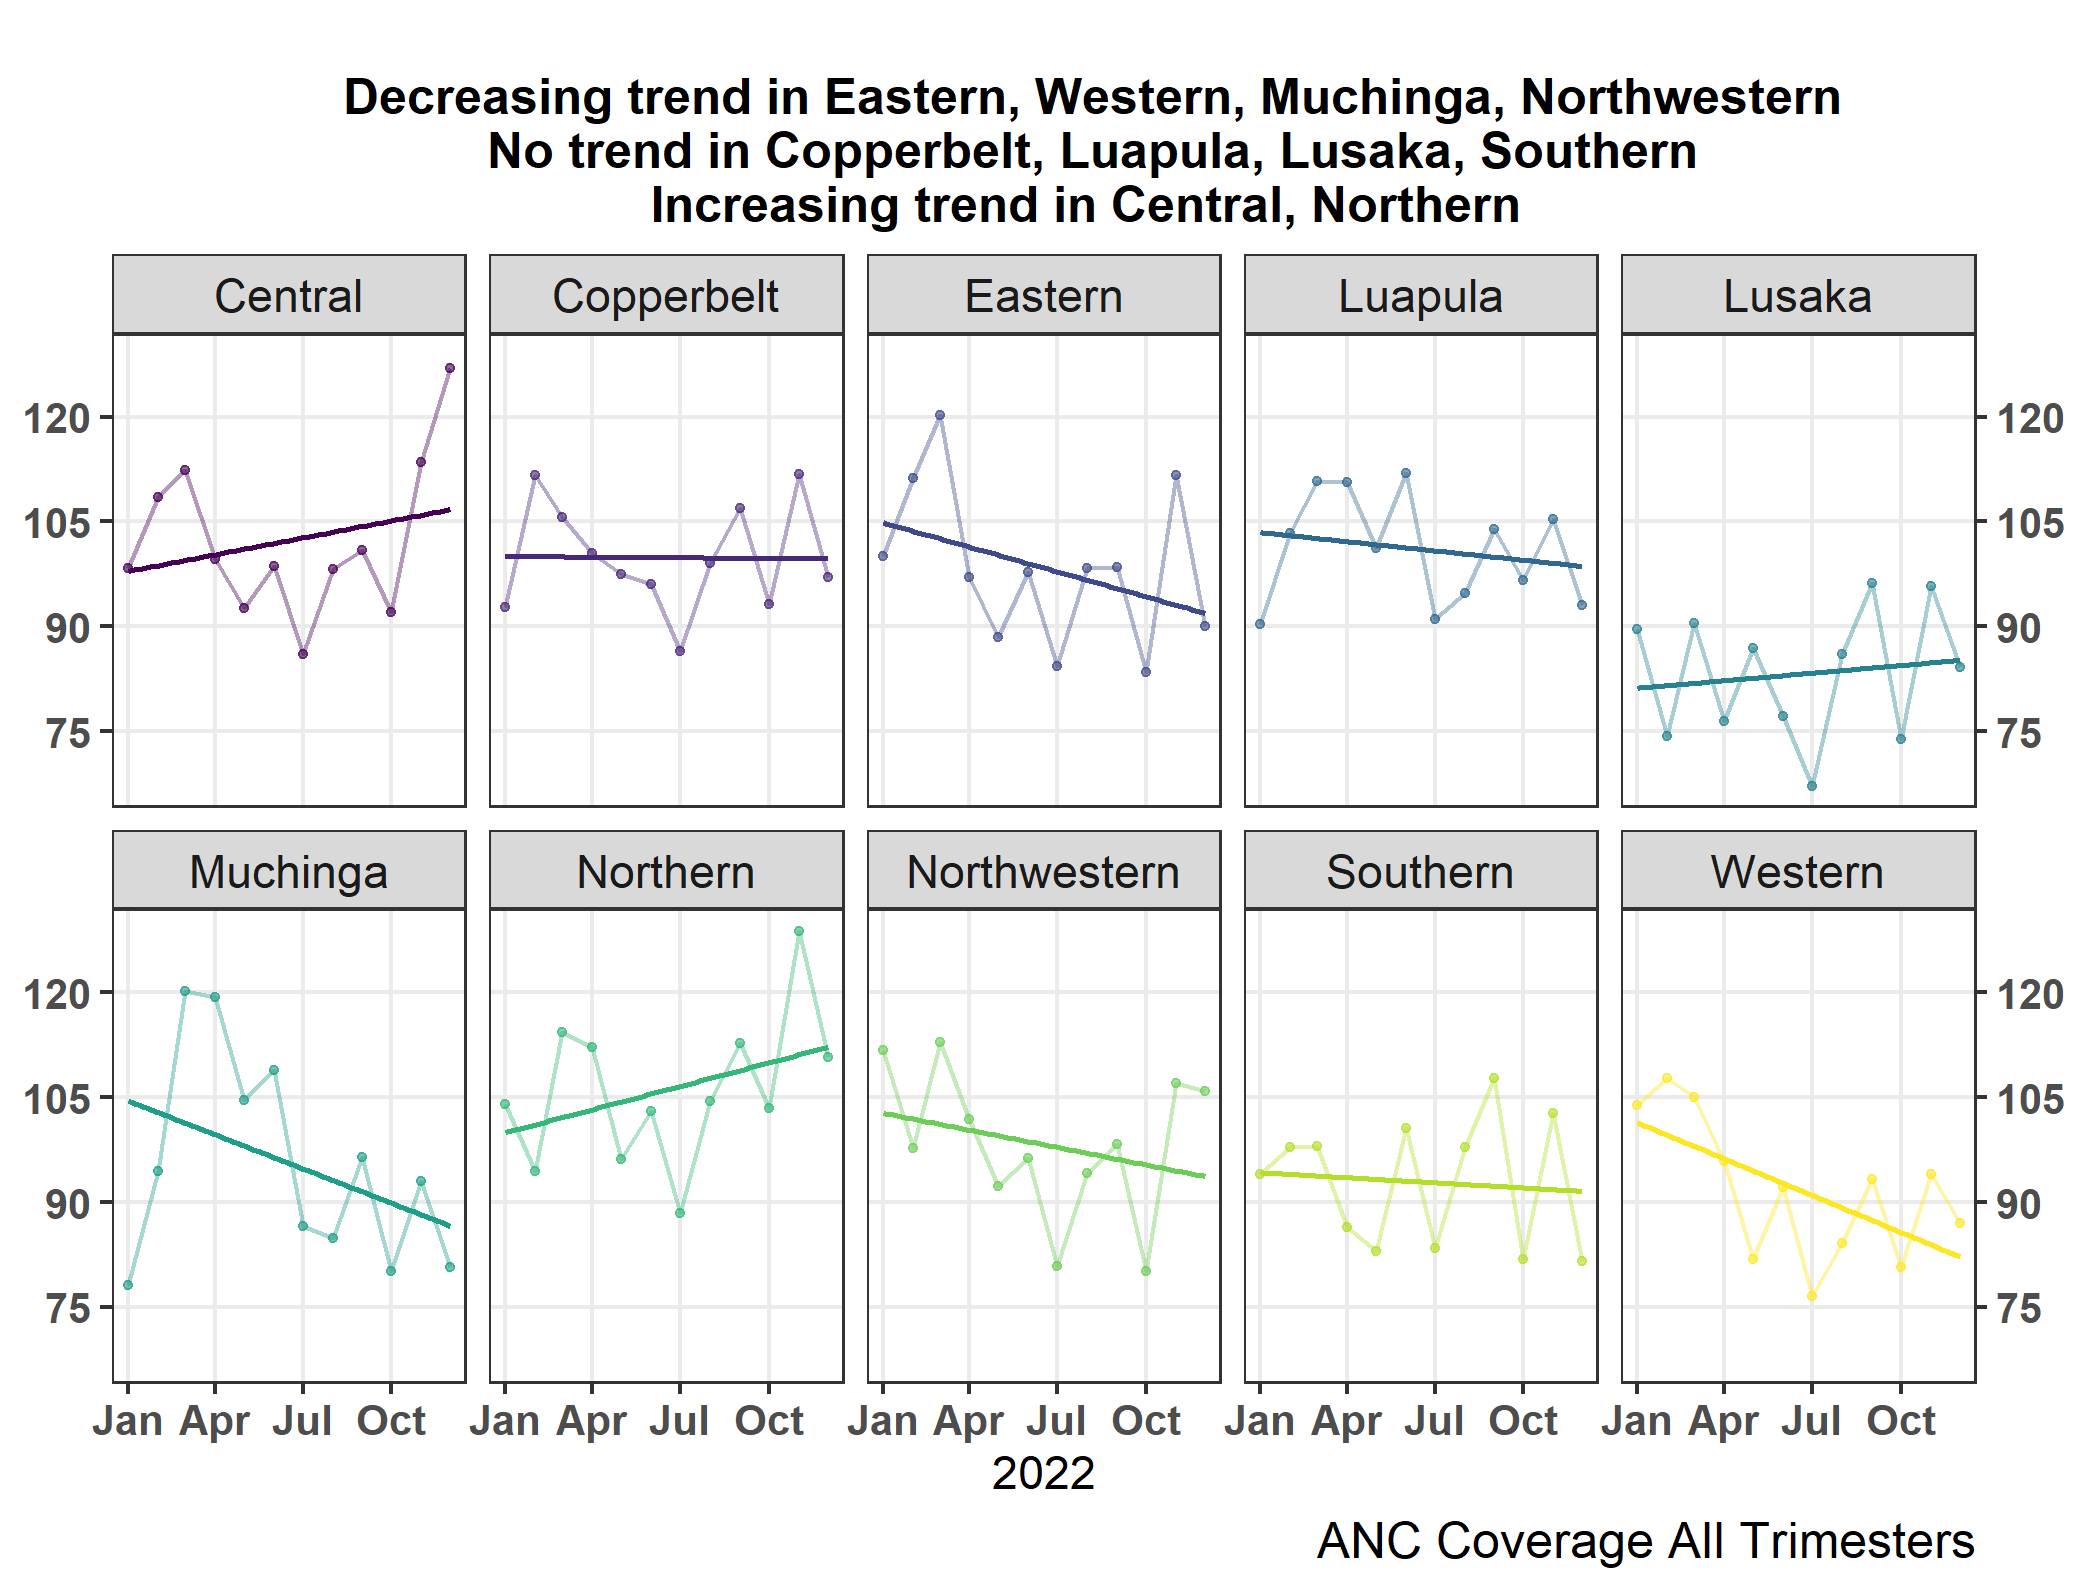 Decreasing trend in Eastern, Western, Muchinga, Northwestern
No trend in Copperbelt, Luapula, Lusaka, Southern
Increasing trend in Central, Northern
Central Copperbelt Eastern Luapula Lusaka
120 120
105 105
90 90
75 75
Muchinga Northern Northwestern Southern Western
120 120
105 105
90 90
75 75
Jan Apr Jul Oct Jan Apr Jul Oct Jan Apr Jul Oct Jan Apr Jul Oct Jan Apr Jul Oct
2022
ANC Coverage All Trimesters